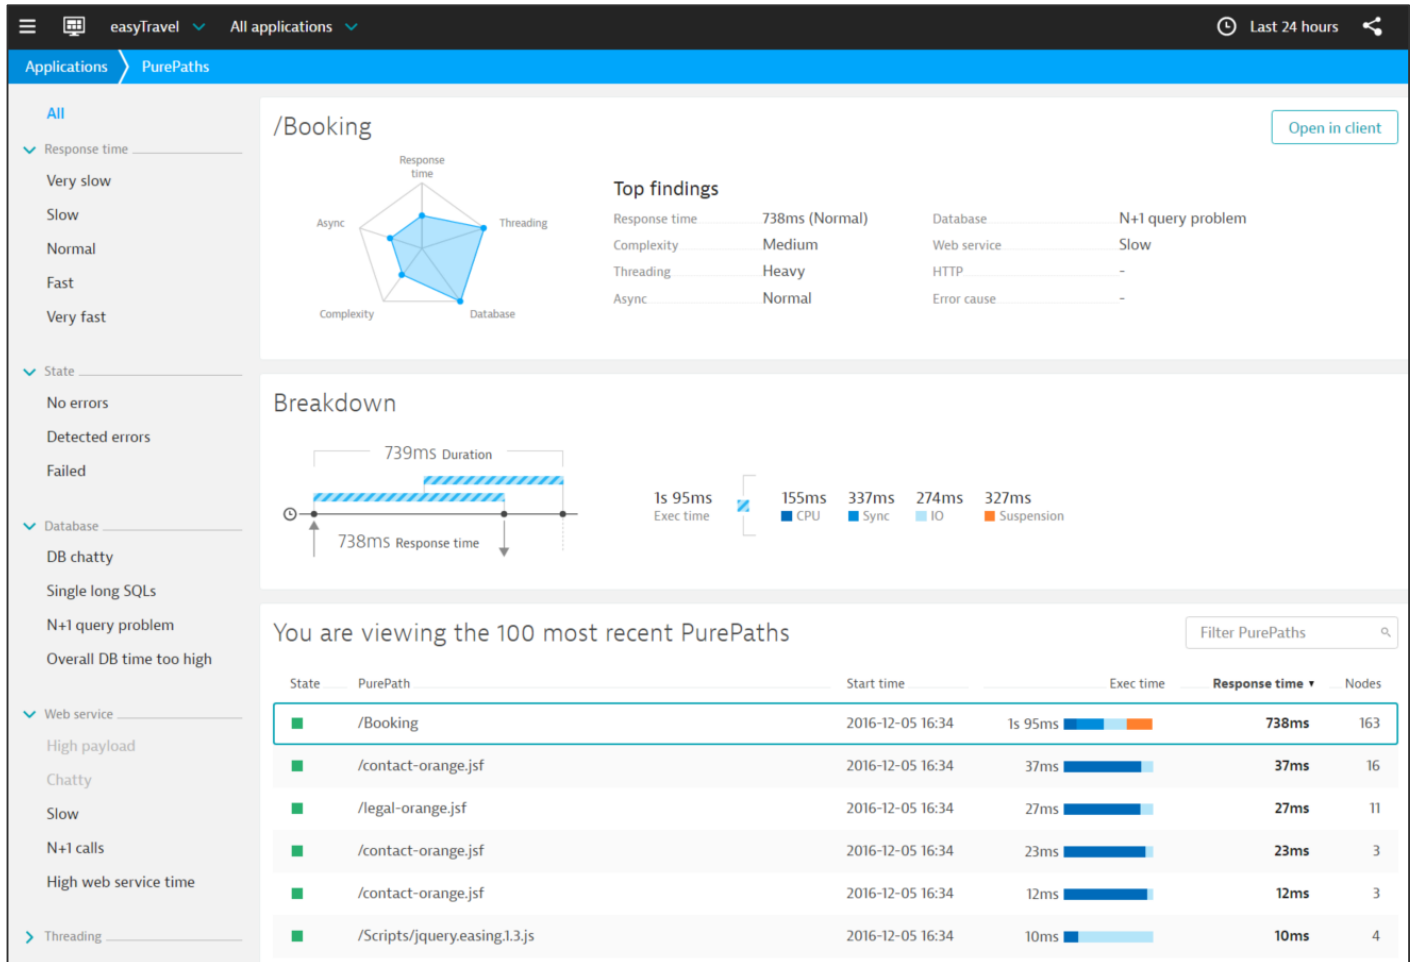 easyTravel All applications Last 24 hours
Applications PurePaths
All
Response time
Very slow
Slow
Normal
Fast
Very fast
State
No errors
Detected errors
Failed
Database
DB chatty
Single long SQLs
N+1 query problem
Overall DB time too high
Web service
High payload
Chatty
Slow
N+1 calls
High web service time
Threading
/Booking
Open in client
Response
time
Async
Threading
Complexity
Database
Top findings
Response time 738ms (Normal) Database N+1 query problem
Complexity Medium Web service Slow
Threading Heavy HTTP -
Async Normal Error cause -
Breakdown
739ms Duration
738ms Response time
1s 95ms 155ms 337ms 274ms 327ms
Exec time CPU Sync IO Suspension
You are viewing the 100 most recent PurePaths
Filter PurePaths
State PurePath Start time Exec time Response time ▼ Nodes
/Booking 2016-12-05 16:34 1s 95ms 738ms 163
/contact-orange.jsf 2016-12-05 16:34 37ms 37ms 16
/legal-orange.jsf 2016-12-05 16:34 27ms 27ms 11
/contact-orange.jsf 2016-12-05 16:34 23ms 23ms 3
/contact-orange.jsf 2016-12-05 16:34 12ms 12ms 3
/Scripts/jquery.easing.1.3.js 2016-12-05 16:34 10ms 10ms 4